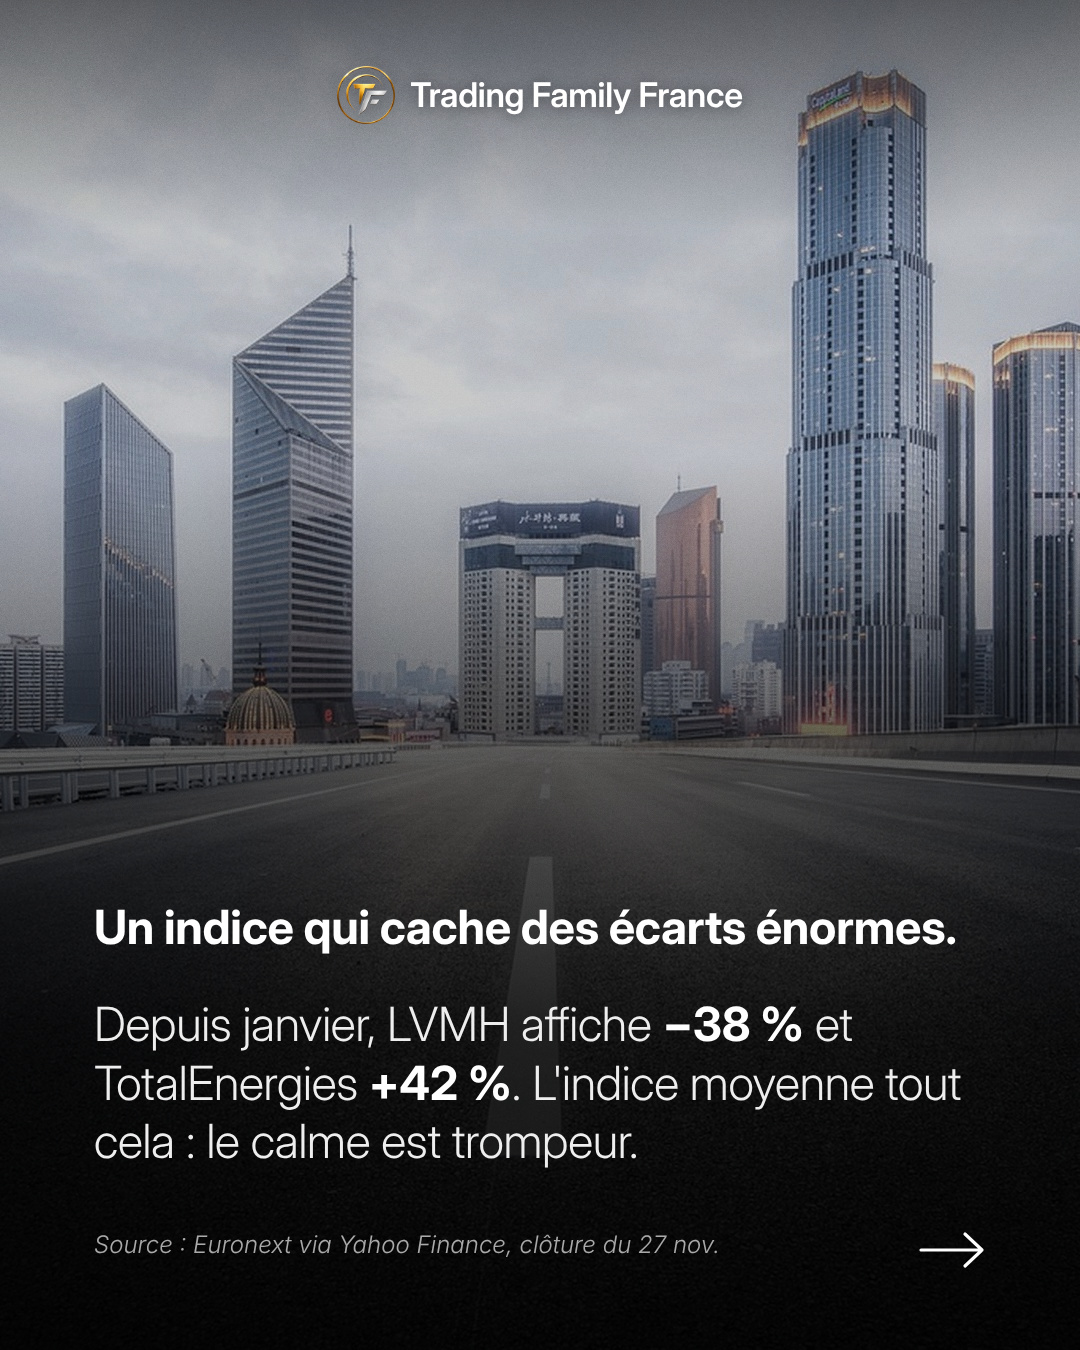 Trading Family France
CapitaLand
Un indice qui cache des écarts énormes.
Depuis janvier, LVMH affiche −38 % et
TotalEnergies +42 %. L'indice moyenne tout
cela : le calme est trompeur.
Source : Euronext via Yahoo Finance, clôture du 27 nov.